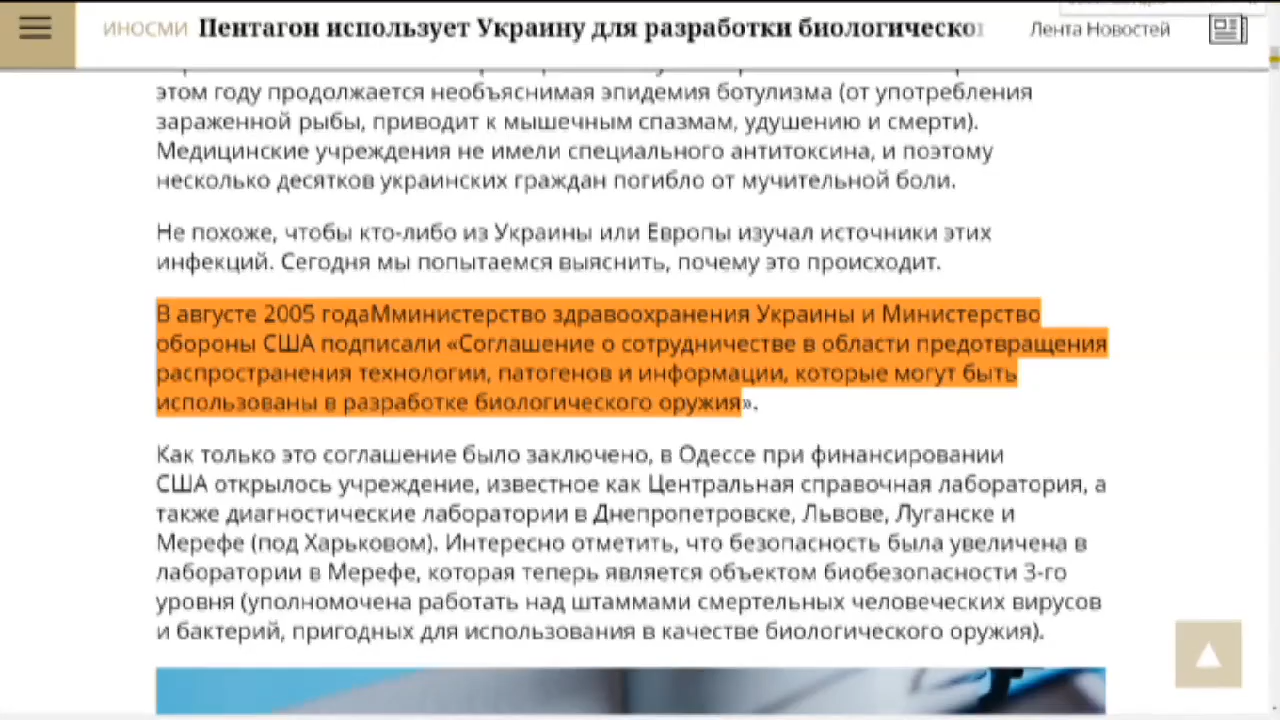 ИНОСМИ Пентагон использует Украину для разработки биологическо Лента Новостей
этом году продолжается необъяснимая эпидемия ботулизма (от употребления
зараженной рыбы, приводит к мышечным спазмам, удушению и смерти).
Медицинские учреждения не имели специального антитоксина, и поэтому
несколько десятков украинских граждан погибло от мучительной боли.
Не похоже, чтобы кто-либо из Украины или Европы изучал источники этих
инфекций. Сегодня мы попытаемся выяснить, почему это происходит.
В августе 2005 годаМминистерство здравоохранения Украины и Министерство
обороны США подписали «Соглашение о сотрудничестве в области предотвращения
распространения технологии, патогенов и информации, которые могут быть
использованы в разработке биологического оружия».
Как только это соглашение было заключено, в Одессе при финансировании
США открылось учреждение, известное как Центральная справочная лаборатория, а
также диагностические лаборатории в Днепропетровске, Львове, Луганске и
Мерефе (под Харьковом). Интересно отметить, что безопасность была увеличена в
лаборатории в Мерефе, которая теперь является объектом биобезопасности 3-го
уровня (уполномочена работать над штаммами смертельных человеческих вирусов
и бактерий, пригодных для использования в качестве биологического оружия).